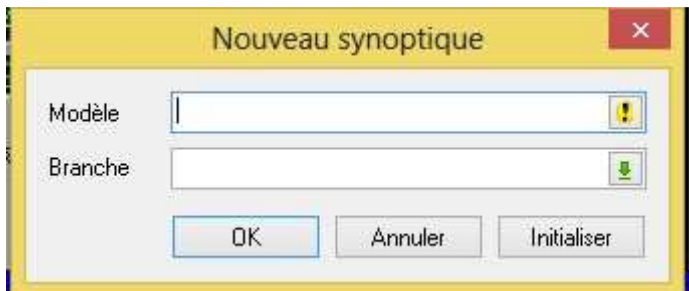 Nouveau synoptique
Modèle
Branche
OK Annuler Initialiser